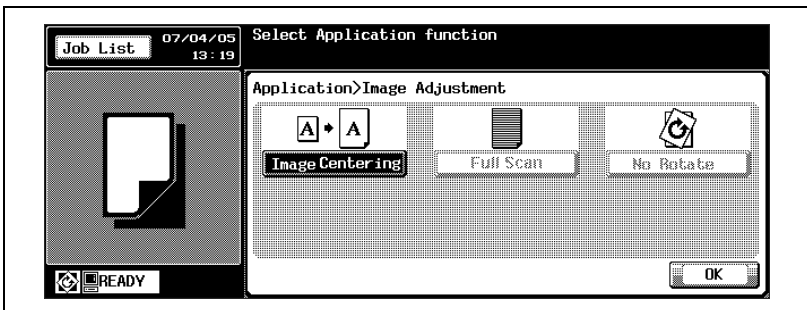 Job List
07/04/05
13:19
Select Application function
Application>Image Adjustment
A A
Image Centering
Full Scan
No Rotate
READY
OK